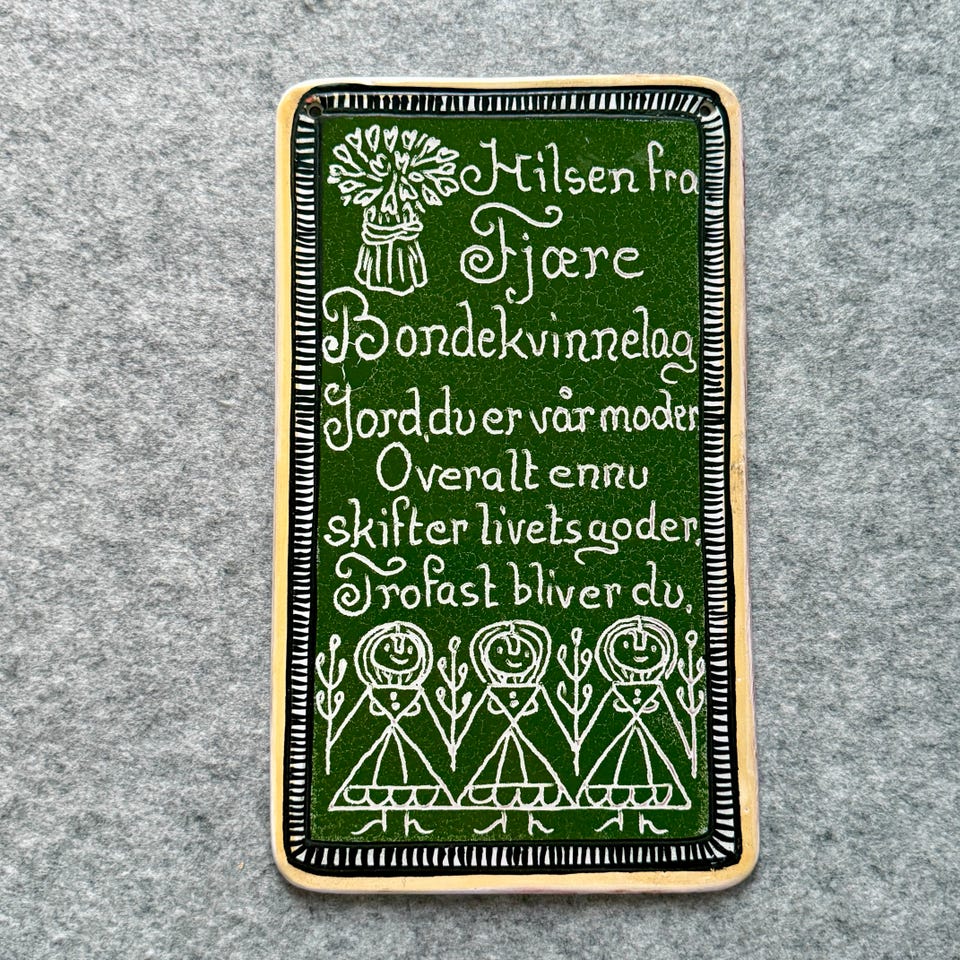 Hilsen fra
Fjære
Bondekvinnelag
Jord, du er vår moder
Overalt ennu
skifter livets goder.
Trofast bliver du.